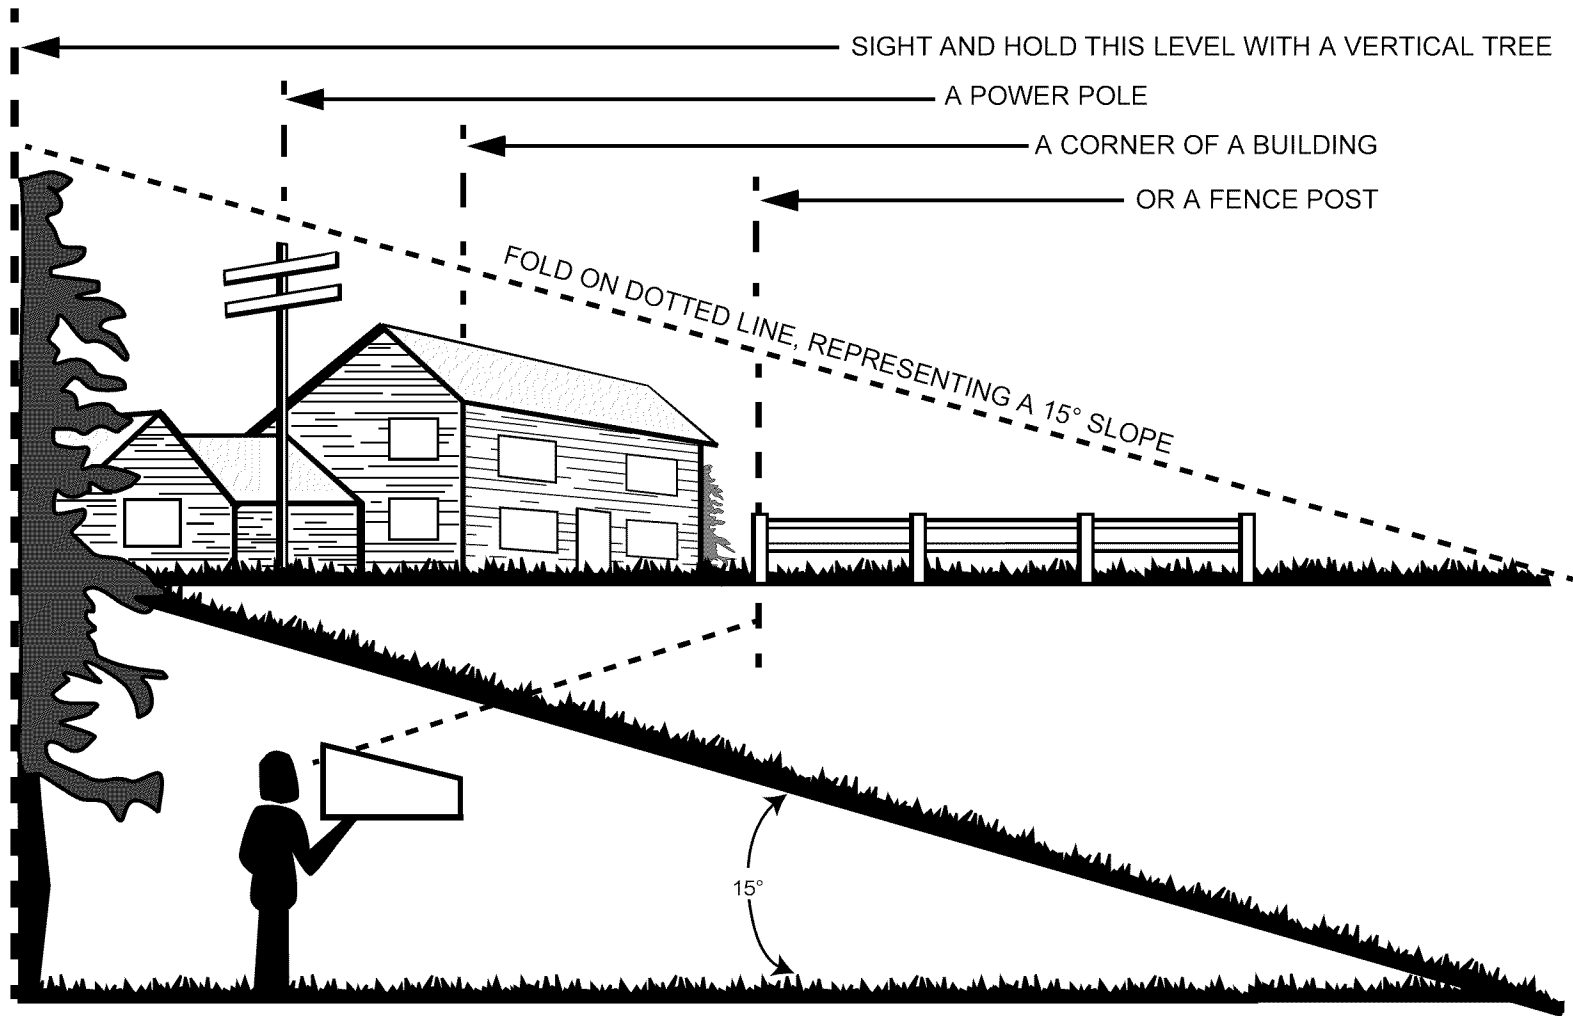 SIGHT AND HOLD THIS LEVEL WITH A VERTICAL TREE
A POWER POLE
A CORNER OF A BUILDING
OR A FENCE POST
FOLD ON DOTTED LINE, REPRESENTING A 15° SLOPE
15°